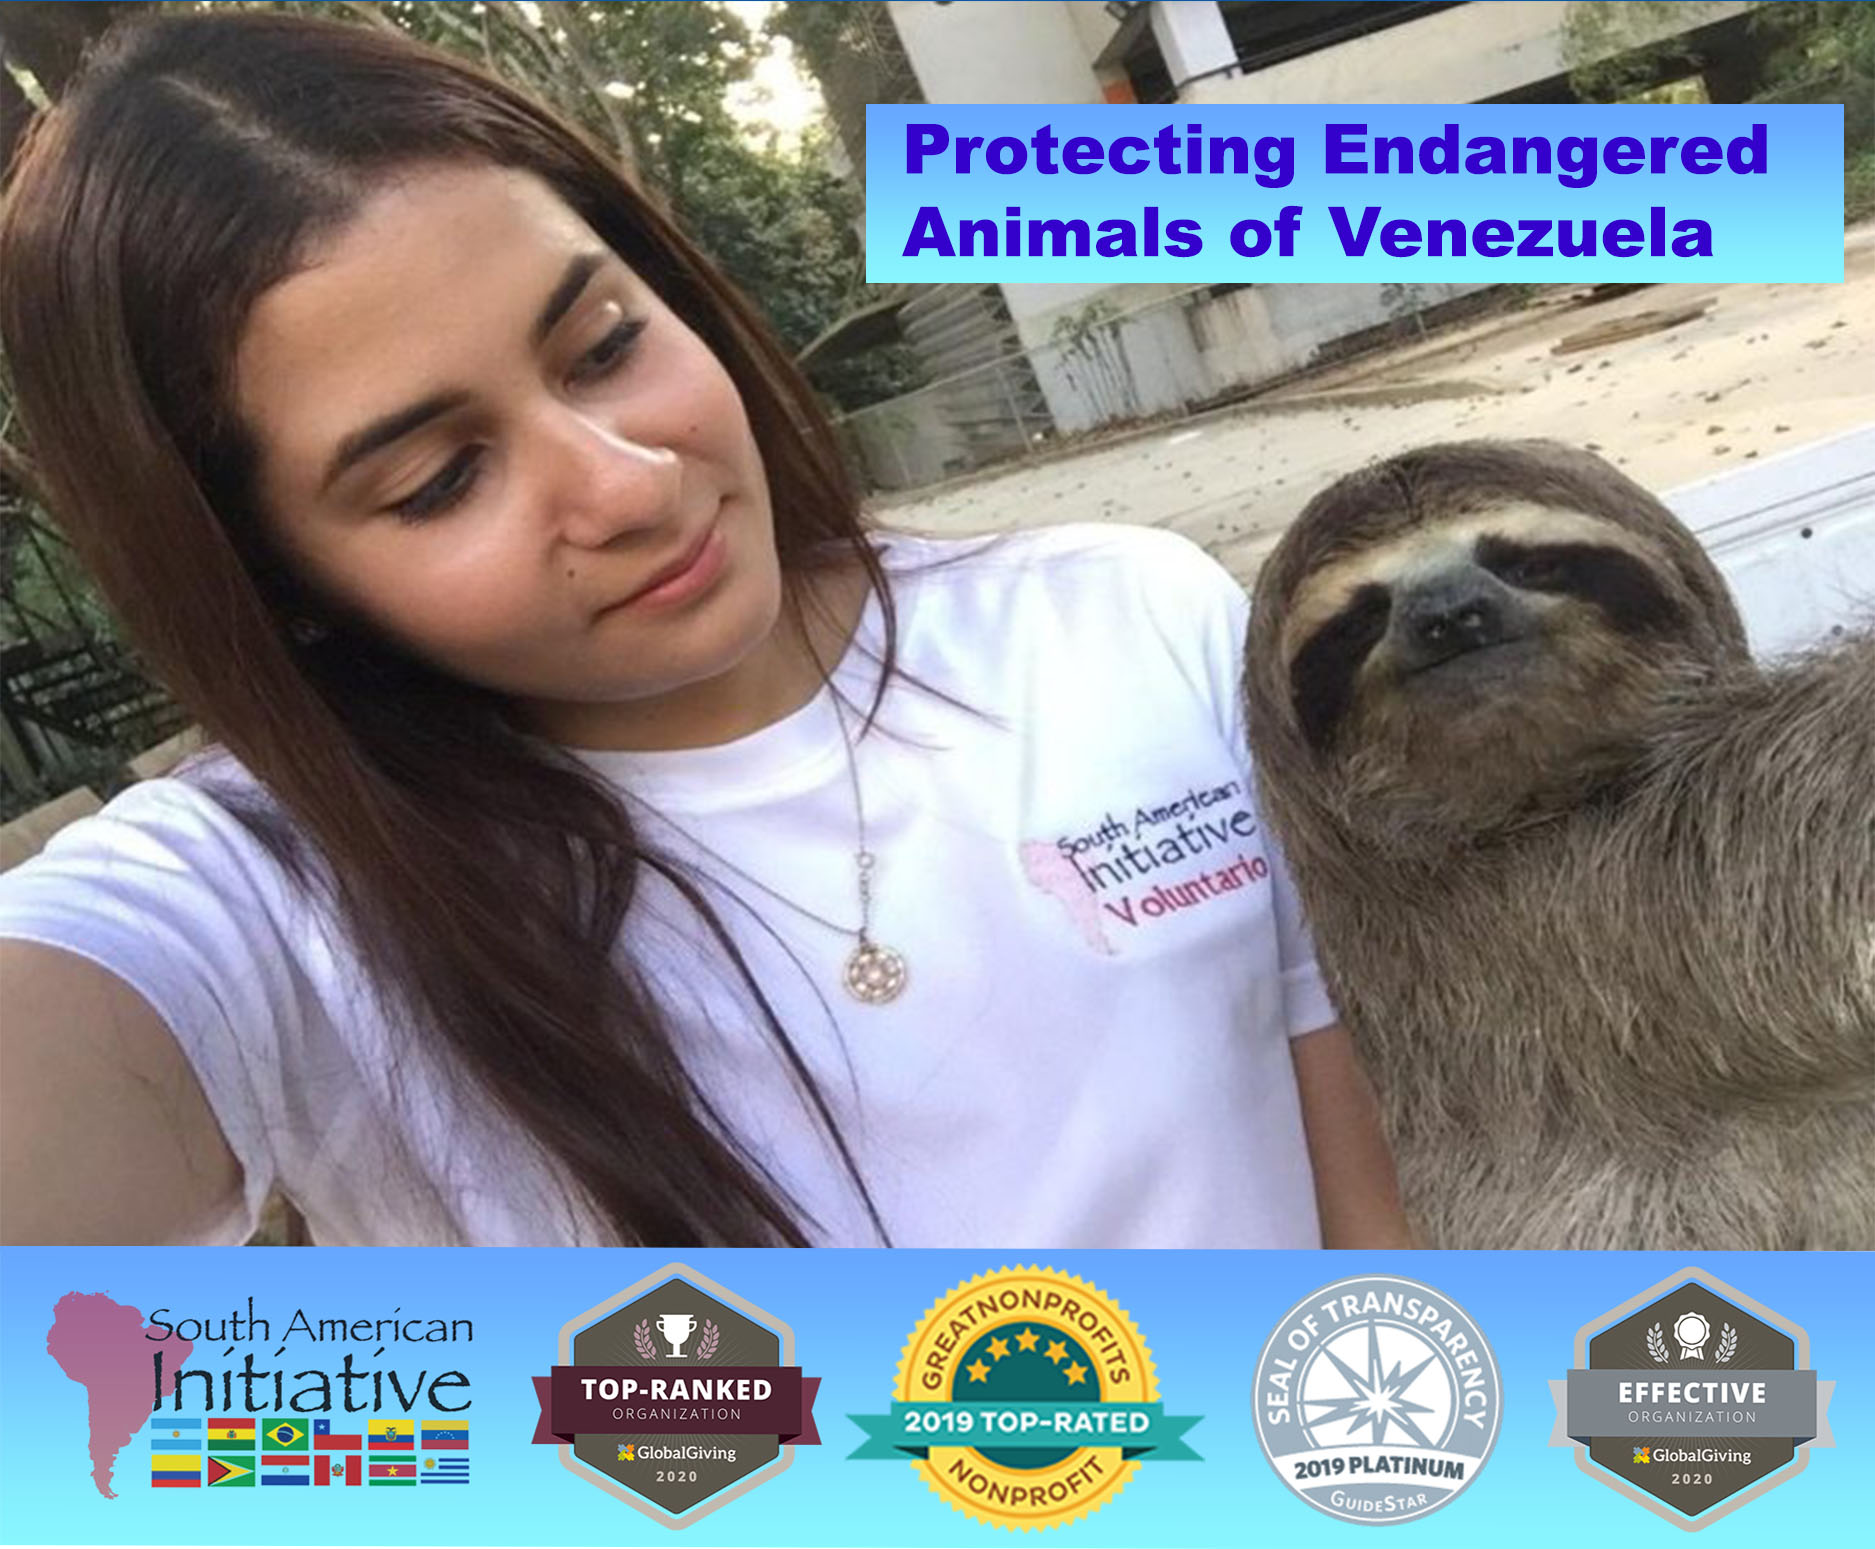 Protecting Endangered
Animals of Venezuela
South American
Initiative
Voluntario
South American
Initiative
TOP-RANKED
ORGANIZATION
GlobalGiving
2020
GREATNONPROFITS
2019 TOP-RATED
NONPROFIT
SEAL OF TRANSPARENCY
2019 PLATINUM
GUIDESTAR
EFFECTIVE
ORGANIZATION
GlobalGiving
2020